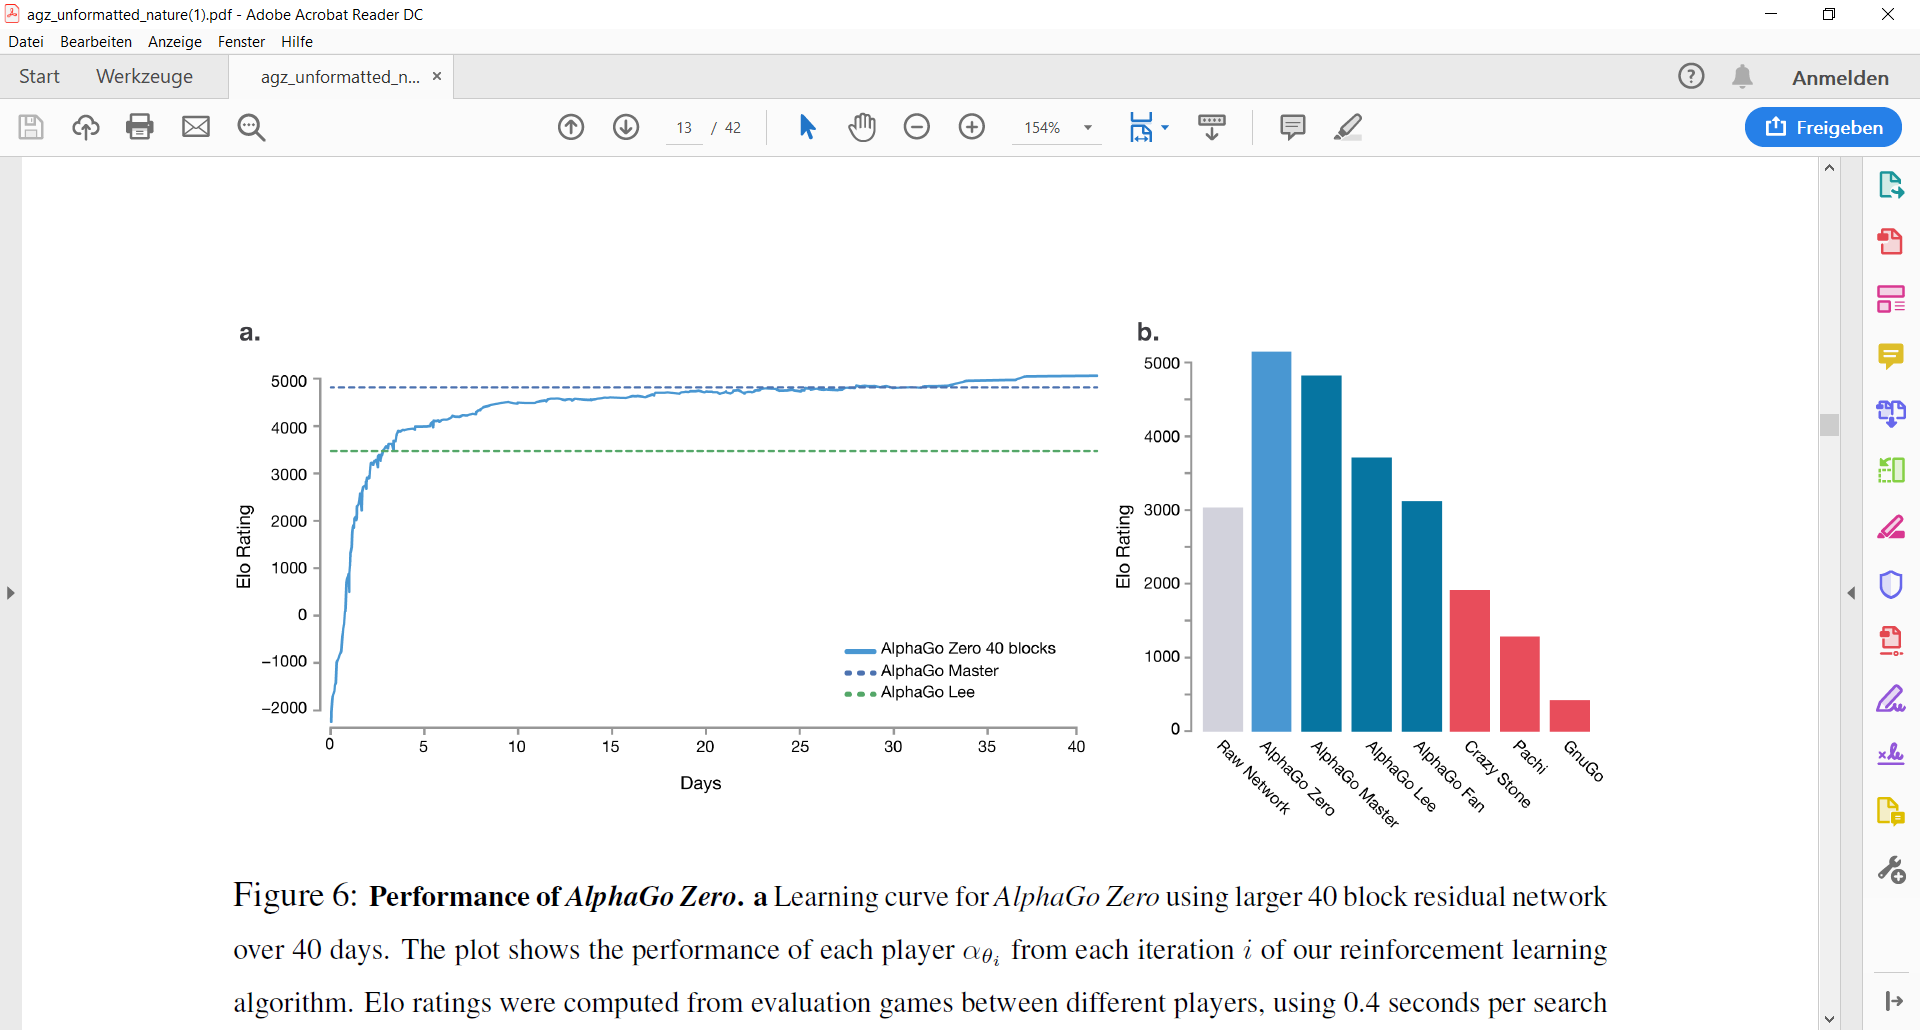 agz_unformatted_nature(1).pdf - Adobe Acrobat Reader DC
Datei Bearbeiten Anzeige Fenster Hilfe
Start Werkzeuge agz_unformatted_n... × Anmelden
13 / 42 154% Freigeben
a.
5000
4000
3000
2000
1000
0
−1000
−2000
Elo Rating
0 5 10 15 20 25 30 35 40
Days
AlphaGo Zero 40 blocks
AlphaGo Master
AlphaGo Lee
b.
5000
4000
3000
2000
1000
0
Elo Rating
Raw Network
AlphaGo Zero
AlphaGo Master
AlphaGo Lee
AlphaGo Fan
Crazy Stone
Pachi
GnuGo
Figure 6: Performance of AlphaGo Zero. a Learning curve for AlphaGo Zero using larger 40 block residual network
over 40 days. The plot shows the performance of each player αθi from each iteration i of our reinforcement learning
algorithm. Elo ratings were computed from evaluation games between different players, using 0.4 seconds per search